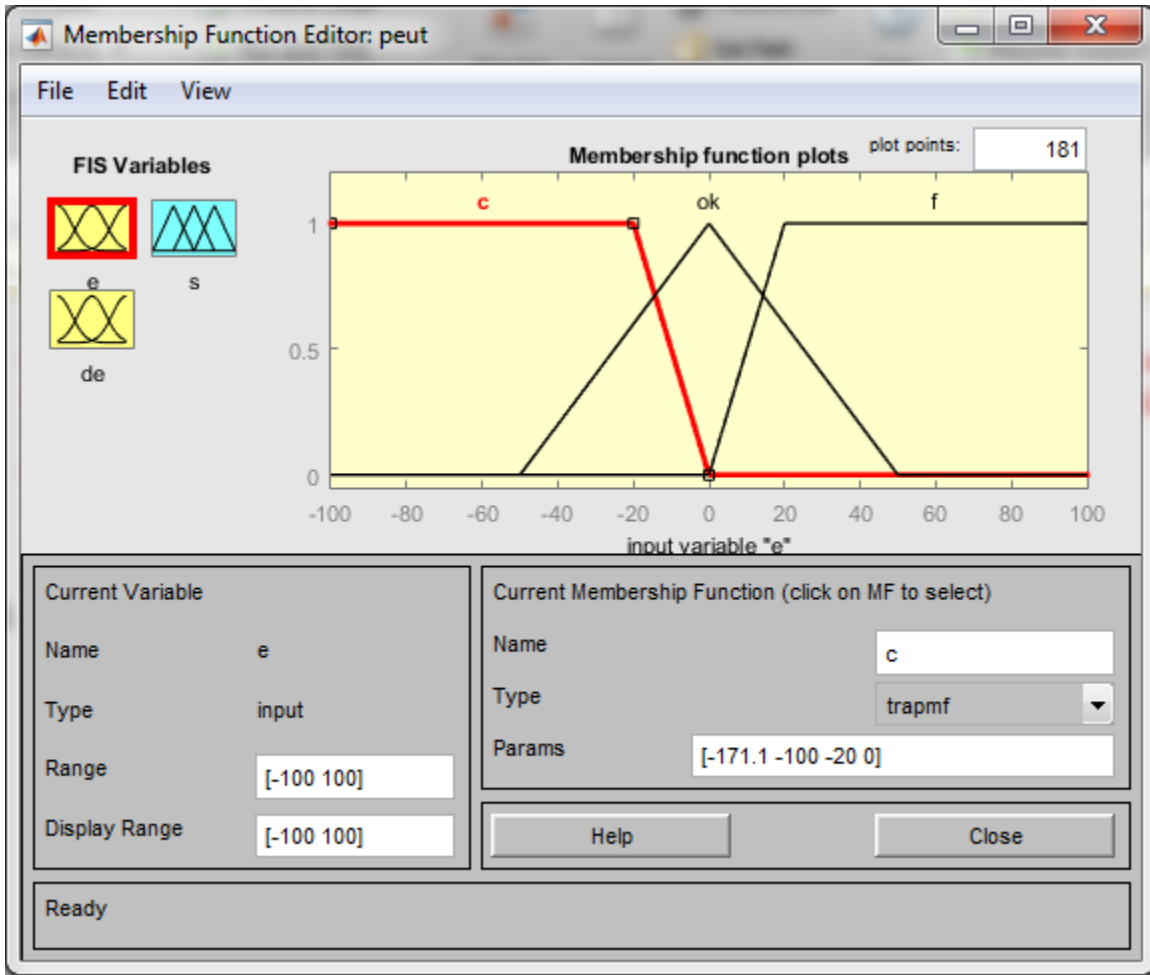 Membership Function Editor: peut
File Edit View
FIS Variables
Membership function plots
plot points: 181
e
s
de
c
ok
f
1
0.5
0
-100 -80 -60 -40 -20 0 20 40 60 80 100
input variable "e"
Current Variable
Name e
Type input
Range [-100 100]
Display Range [-100 100]
Current Membership Function (click on MF to select)
Name c
Type trapmf
Params [-171.1 -100 -20 0]
Help Close
Ready